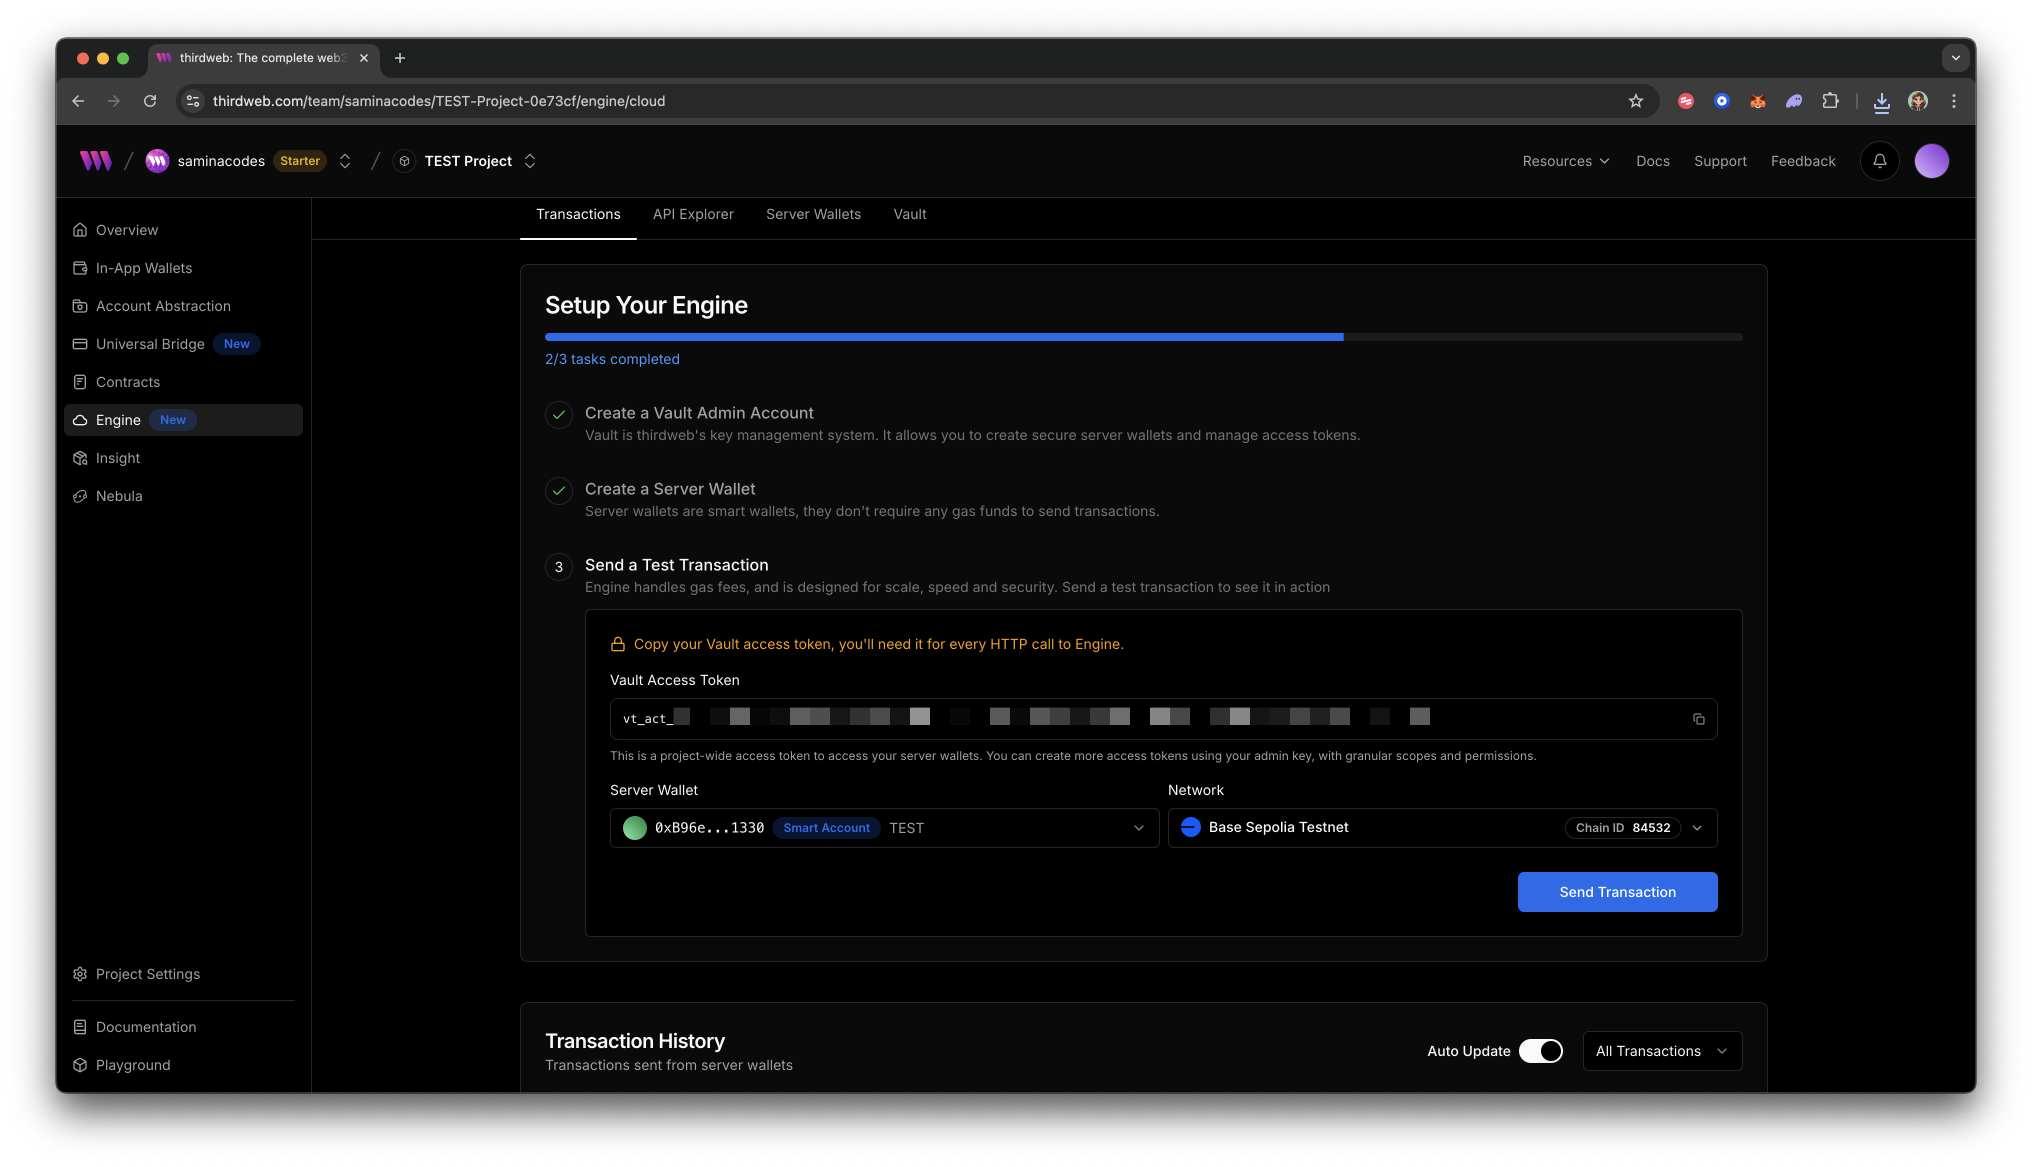 thirdweb: The complete web3
thirdweb.com/team/saminacodes/TEST-Project-0e73cf/engine/cloud
saminacodes Starter TEST Project Resources Docs Support Feedback
Overview
In-App Wallets
Account Abstraction
Universal Bridge New
Contracts
Engine New
Insight
Nebula
Project Settings
Documentation
Playground
Transactions API Explorer Server Wallets Vault
Setup Your Engine
2/3 tasks completed
Create a Vault Admin Account
Vault is thirdweb's key management system. It allows you to create secure server wallets and manage access tokens.
Create a Server Wallet
Server wallets are smart wallets, they don't require any gas funds to send transactions.
3 Send a Test Transaction
Engine handles gas fees, and is designed for scale, speed and security. Send a test transaction to see it in action
Copy your Vault access token, you'll need it for every HTTP call to Engine.
Vault Access Token
vt_act_
This is a project-wide access token to access your server wallets. You can create more access tokens using your admin key, with granular scopes and permissions.
Server Wallet Network
0xB96e...1330 Smart Account TEST Base Sepolia Testnet Chain ID 84532
Send Transaction
Transaction History
Transactions sent from server wallets
Auto Update All Transactions